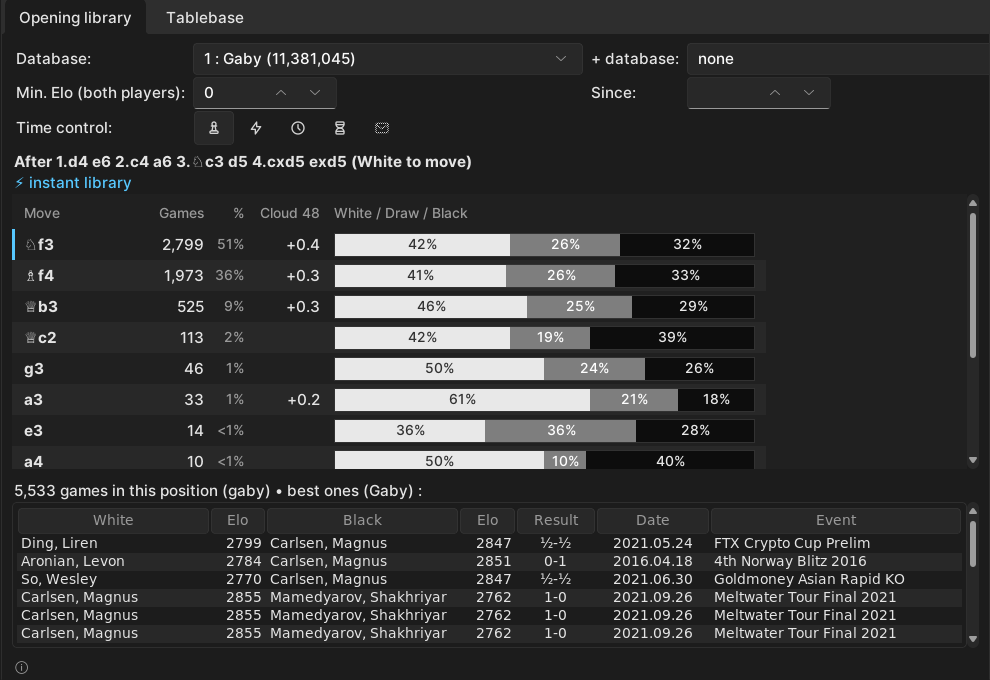 Opening library Tablebase
Database: 1 : Gaby (11,381,045) + database: none
Min. Elo (both players): 0 Since:
Time control:
After 1.d4 e6 2.c4 a6 3.♘c3 d5 4.cxd5 exd5 (White to move)
⚡ instant library
Move Games % Cloud 48 White / Draw / Black
♘f3 2,799 51% +0.4 42% 26% 32%
♗f4 1,973 36% +0.3 41% 26% 33%
♕b3 525 9% +0.3 46% 25% 29%
♕c2 113 2% 42% 19% 39%
g3 46 1% 50% 24% 26%
a3 33 1% +0.2 61% 21% 18%
e3 14 <1% 36% 36% 28%
a4 10 <1% 50% 10% 40%
5,533 games in this position (gaby) • best ones (Gaby) :
White Elo Black Elo Result Date Event
Ding, Liren 2799 Carlsen, Magnus 2847 ½-½ 2021.05.24 FTX Crypto Cup Prelim
Aronian, Levon 2784 Carlsen, Magnus 2851 0-1 2016.04.18 4th Norway Blitz 2016
So, Wesley 2770 Carlsen, Magnus 2847 ½-½ 2021.06.30 Goldmoney Asian Rapid KO
Carlsen, Magnus 2855 Mamedyarov, Shakhriyar 2762 1-0 2021.09.26 Meltwater Tour Final 2021
Carlsen, Magnus 2855 Mamedyarov, Shakhriyar 2762 1-0 2021.09.26 Meltwater Tour Final 2021
Carlsen, Magnus 2855 Mamedyarov, Shakhriyar 2762 1-0 2021.09.26 Meltwater Tour Final 2021